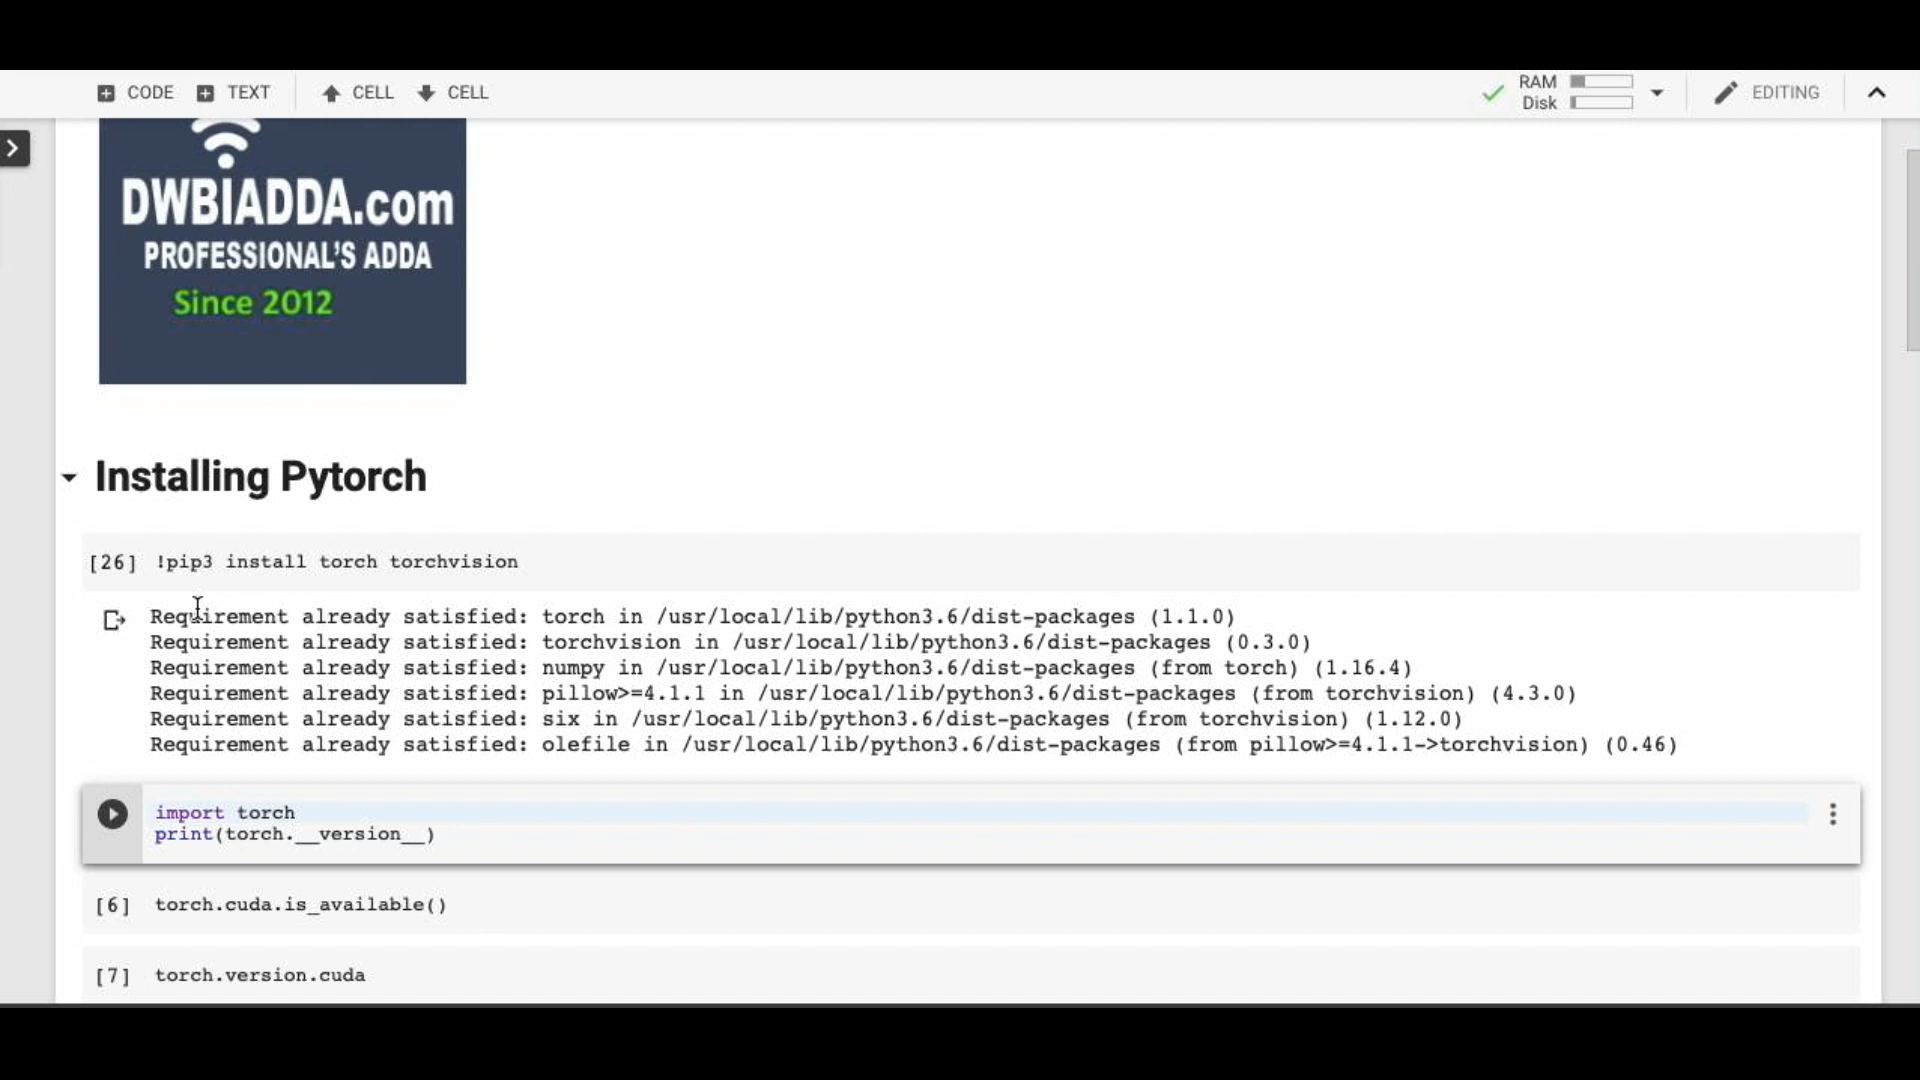 CODE TEXT CELL CELL RAM Disk EDITING
DWBIADDA.com
PROFESSIONAL'S ADDA
Since 2012
Installing Pytorch
[26] !pip3 install torch torchvision
Requirement already satisfied: torch in /usr/local/lib/python3.6/dist-packages (1.1.0)
Requirement already satisfied: torchvision in /usr/local/lib/python3.6/dist-packages (0.3.0)
Requirement already satisfied: numpy in /usr/local/lib/python3.6/dist-packages (from torch) (1.16.4)
Requirement already satisfied: pillow>=4.1.1 in /usr/local/lib/python3.6/dist-packages (from torchvision) (4.3.0)
Requirement already satisfied: six in /usr/local/lib/python3.6/dist-packages (from torchvision) (1.12.0)
Requirement already satisfied: olefile in /usr/local/lib/python3.6/dist-packages (from pillow>=4.1.1->torchvision) (0.46)
import torch
print(torch.__version__)
[6] torch.cuda.is_available()
[7] torch.version.cuda